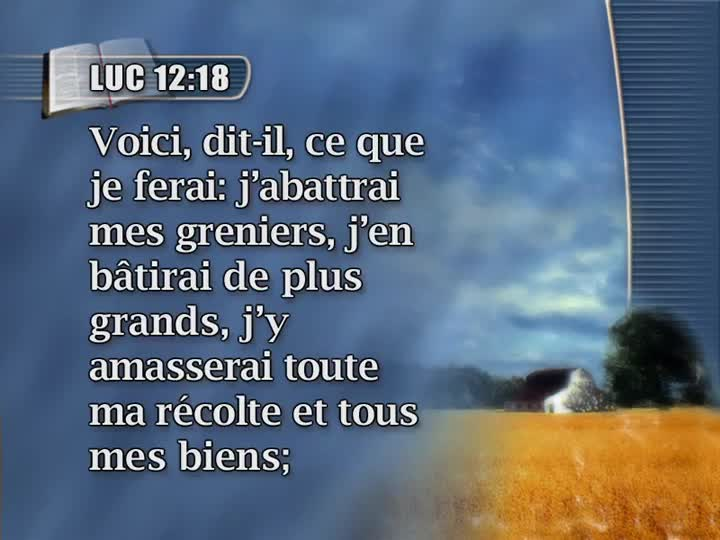 LUC 12:18
Voici, dit-il, ce que
je ferai: j’abattrai
mes greniers, j’en
bâtirai de plus
grands, j’y
amasserai toute
ma récolte et tous
mes biens;